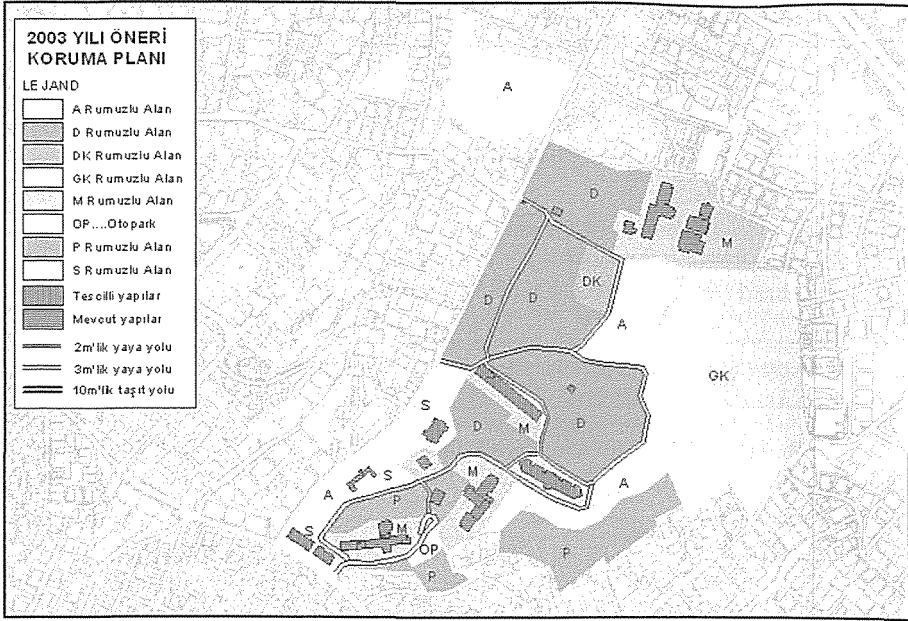 2003 YILI ÖNERİ
KORUMA PLANI
LEJAND
A Rumuzlu Alan
D Rumuzlu Alan
DK Rumuzlu Alan
GK Rumuzlu Alan
M Rumuzlu Alan
OP....Otopark
P Rumuzlu Alan
S Rumuzlu Alan
Tescilli yapılar
Mevcut yapılar
2m'lik yaya yolu
3m'lik yaya yolu
10m'lik taşıt yolu
A
D
M
DK
D
D
A
GK
S
D
M
D
S
M
A
A
P
S
M
OP
P
P